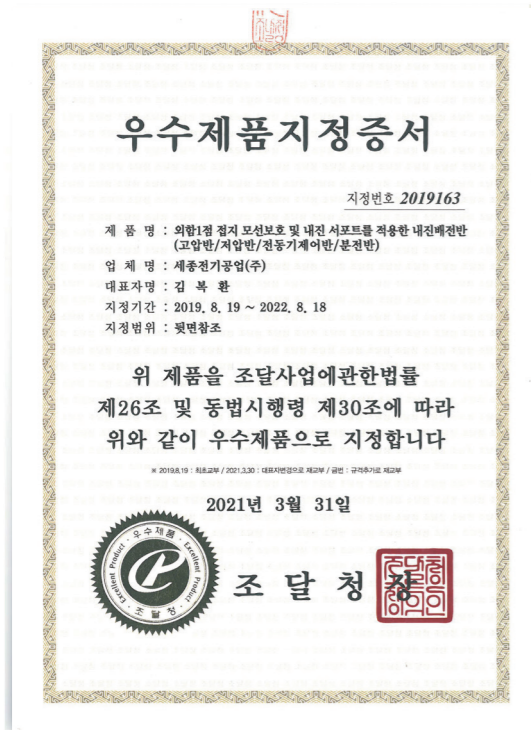 우수제품지정증서
지정번호 2019163
제 품 명 : 외함1점 접지 모선보호 및 내진 서포트를 적용한 내진배전반
(고압반/저압반/전동기제어반/분전반)
업 체 명 : 세종전기공업(주)
대표자명 : 김 복 환
지정기간 : 2019. 8. 19 ~ 2022. 8. 18
지정범위 : 뒷면참조
위 제품을 조달사업에관한법률
제26조 및 동법시행령 제30조에 따라
위와 같이 우수제품으로 지정합니다
※ 2019.8.19 : 최초교부 / 2021.3.30 : 대표자변경으로 재교부 / 금번 : 규격추가로 재교부
2021년 3월 31일
우수제품
Excellent Product
Excellent Product
조달청
조 달 청 장